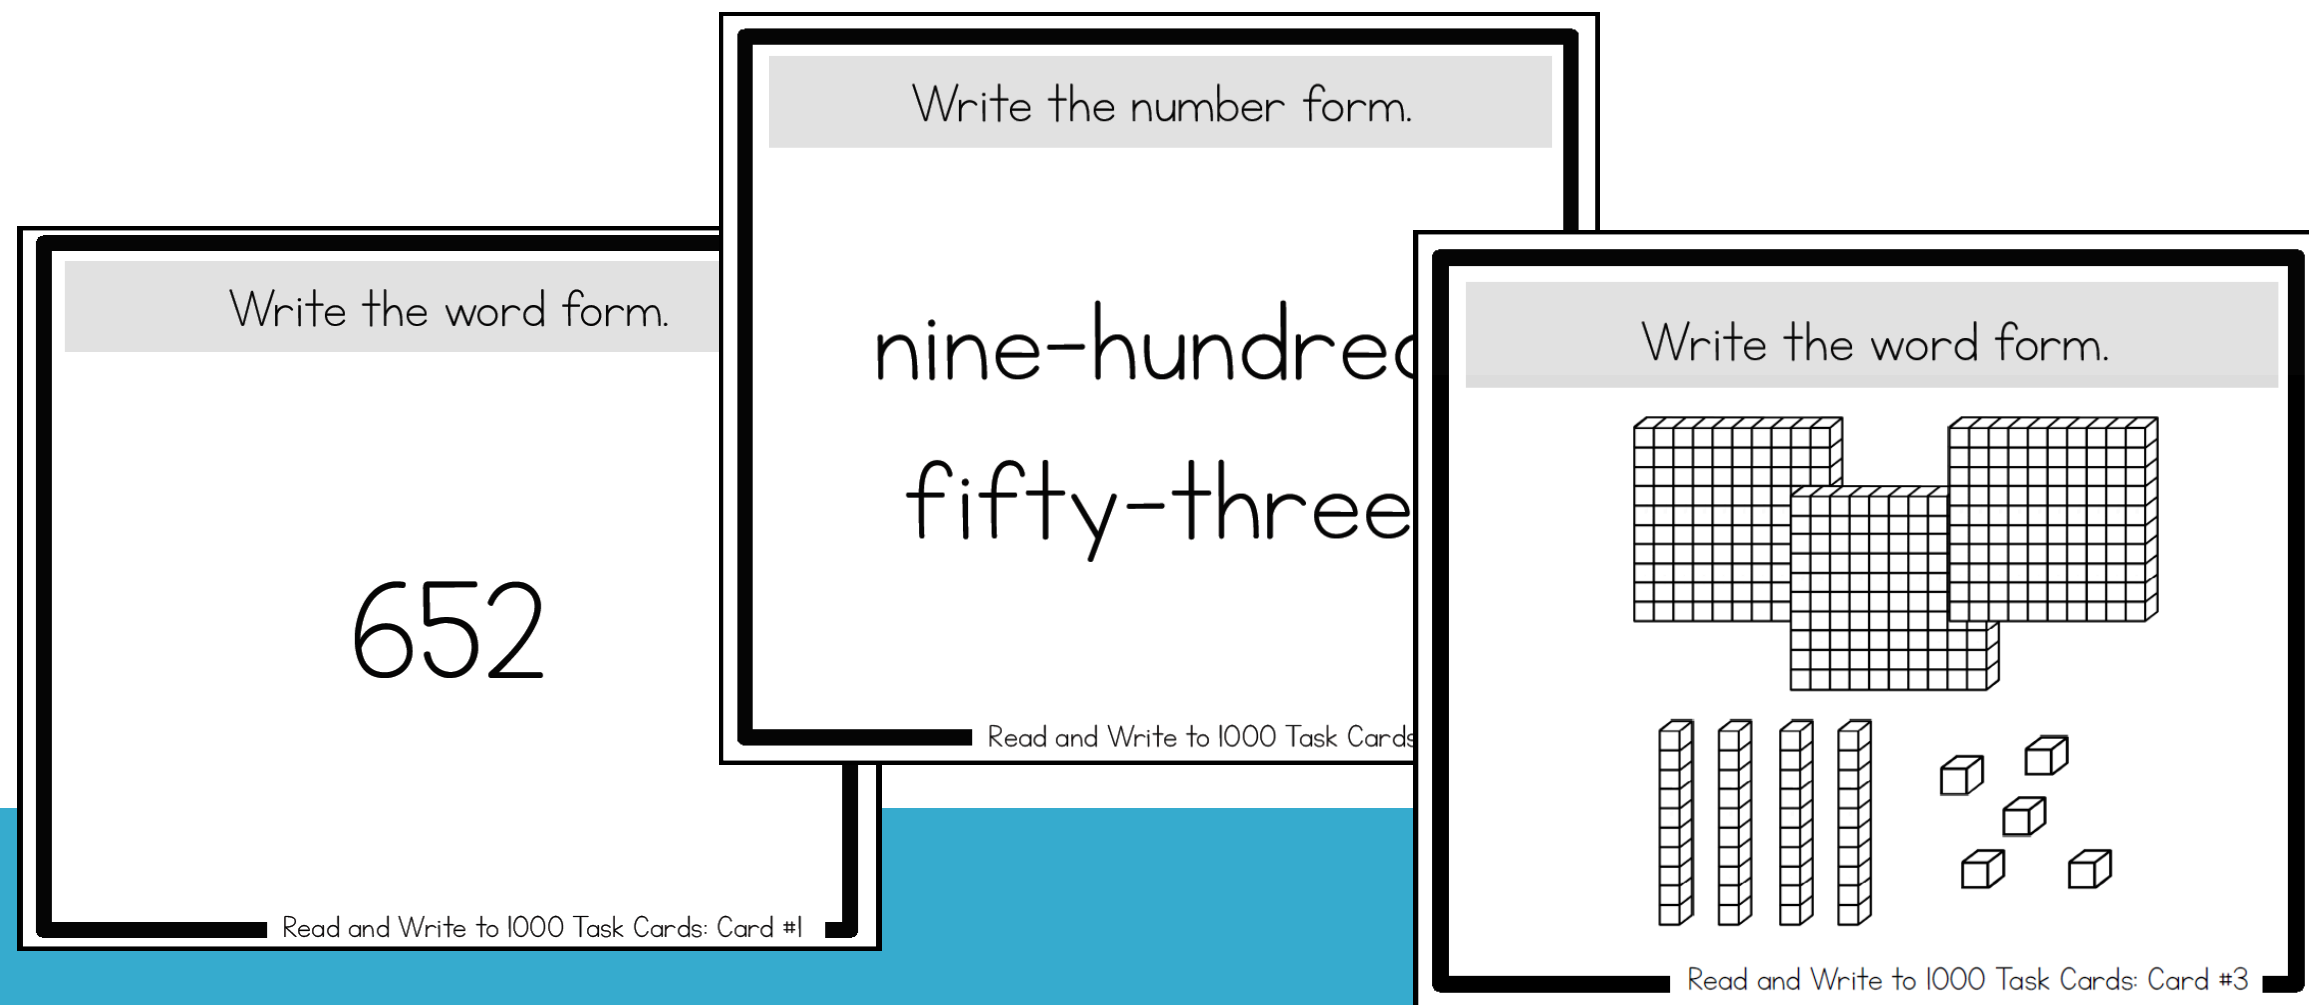 Write the word form.
652
Read and Write to 1000 Task Cards: Card #1
Write the number form.
nine-hundred
fifty-three
Read and Write to 1000 Task Cards
Write the word form.
Read and Write to 1000 Task Cards: Card #3